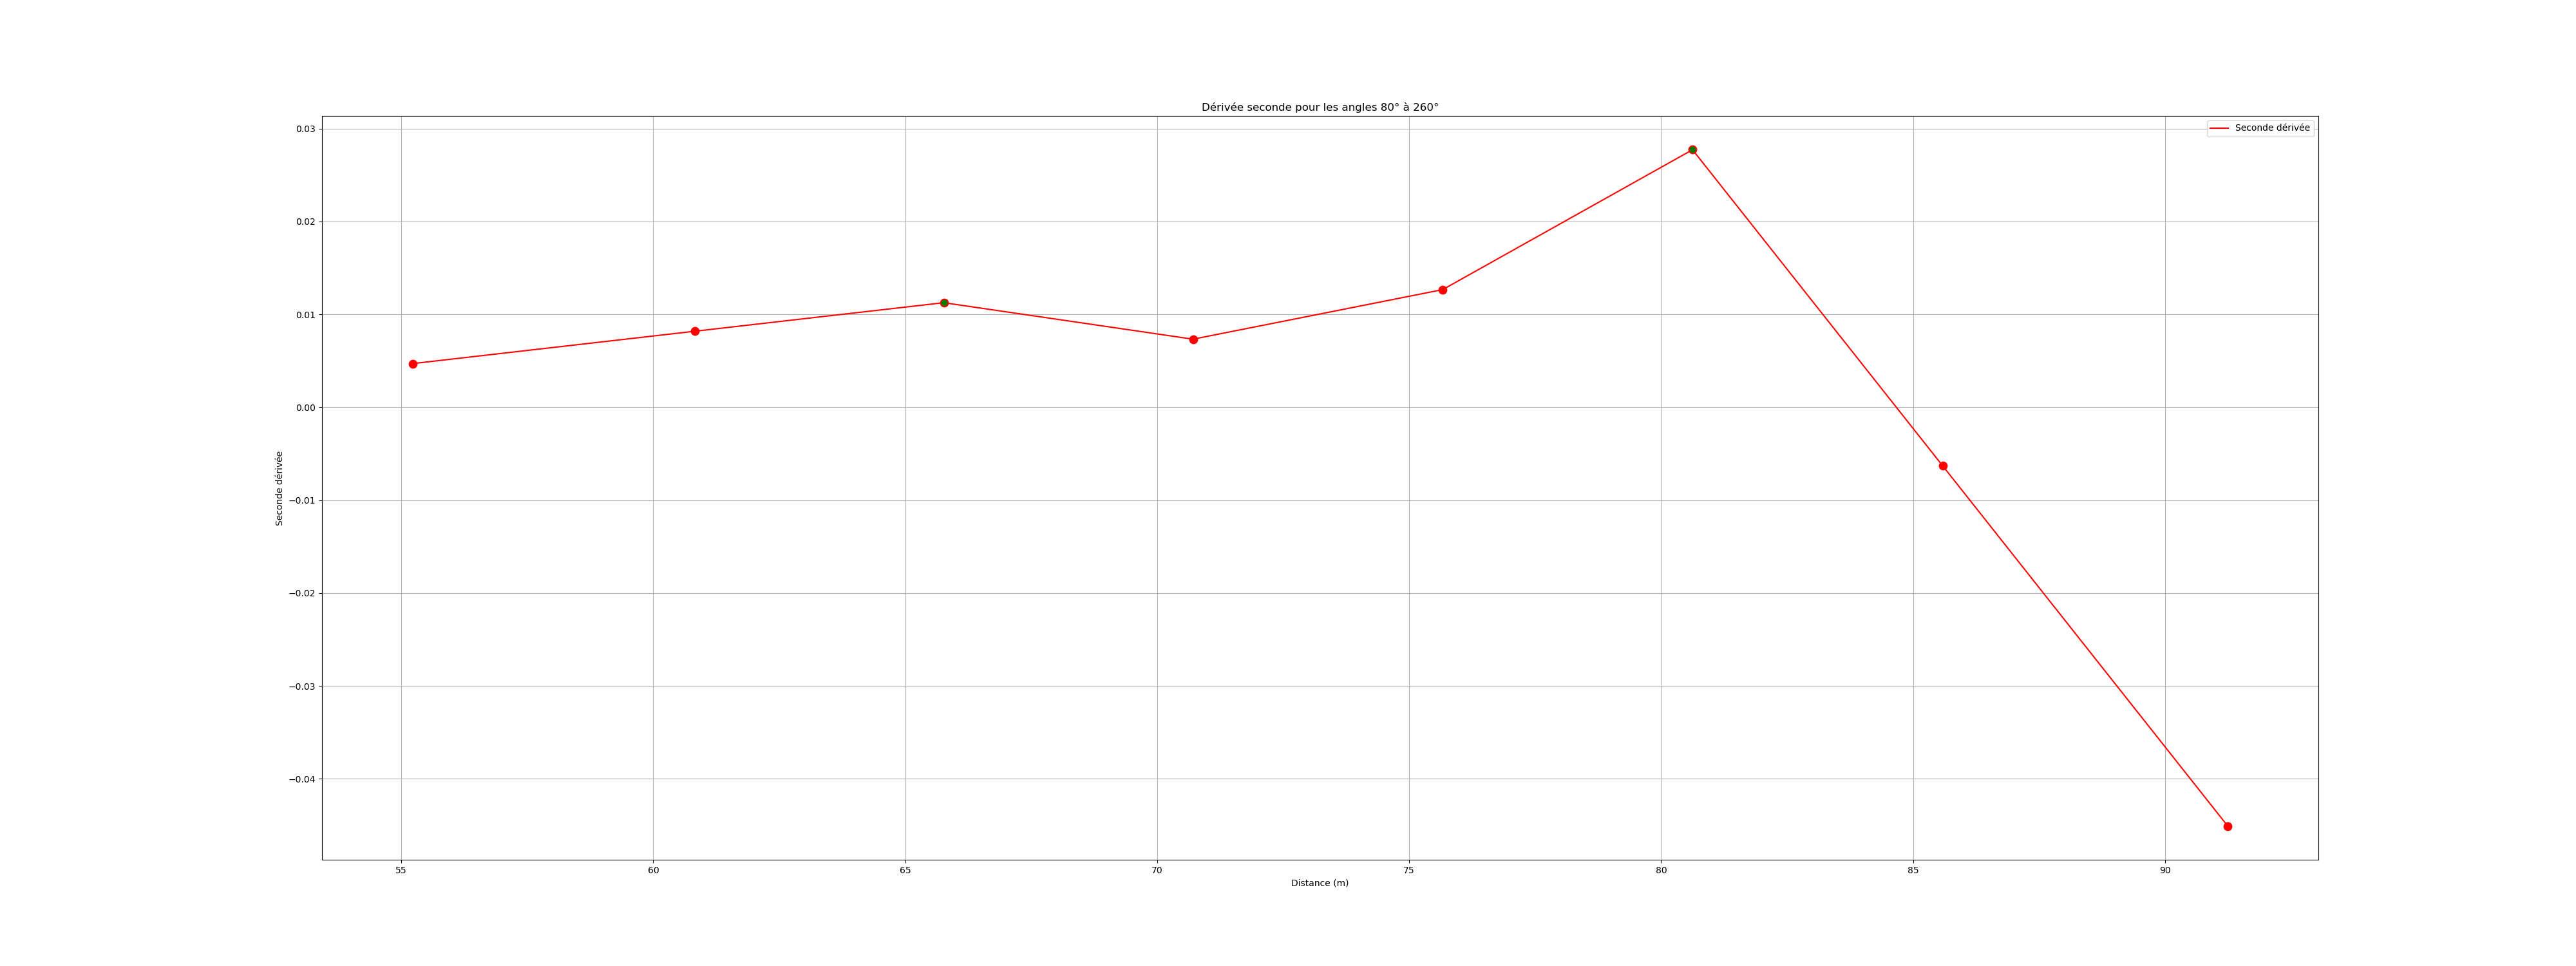 Dérivée seconde pour les angles 80° à 260°
Seconde dérivée
0.03
0.02
0.01
0.00
−0.01
−0.02
−0.03
−0.04
Seconde dérivée
55 60 65 70 75 80 85 90
Distance (m)